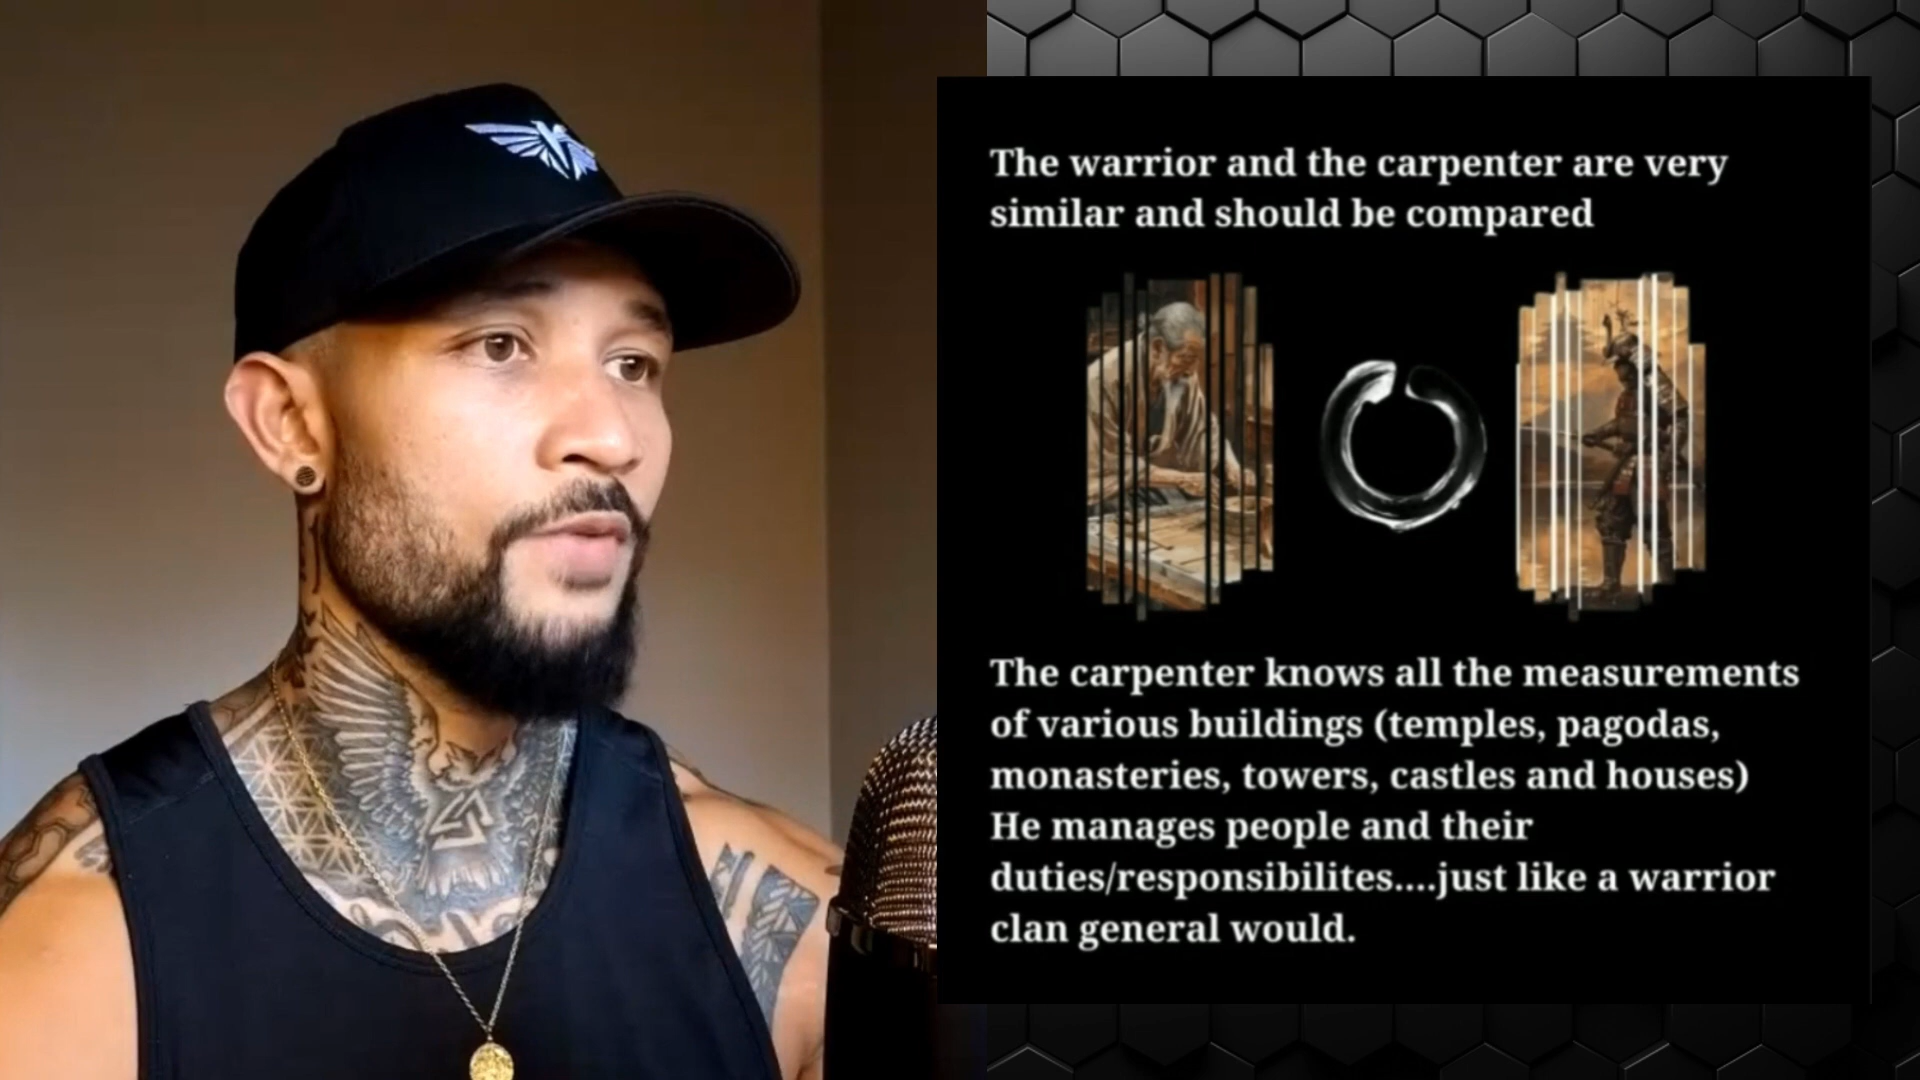 The warrior and the carpenter are very
similar and should be compared
The carpenter knows all the measurements
of various buildings (temples, pagodas,
monasteries, towers, castles and houses)
He manages people and their
duties/responsibilites....just like a warrior
clan general would.